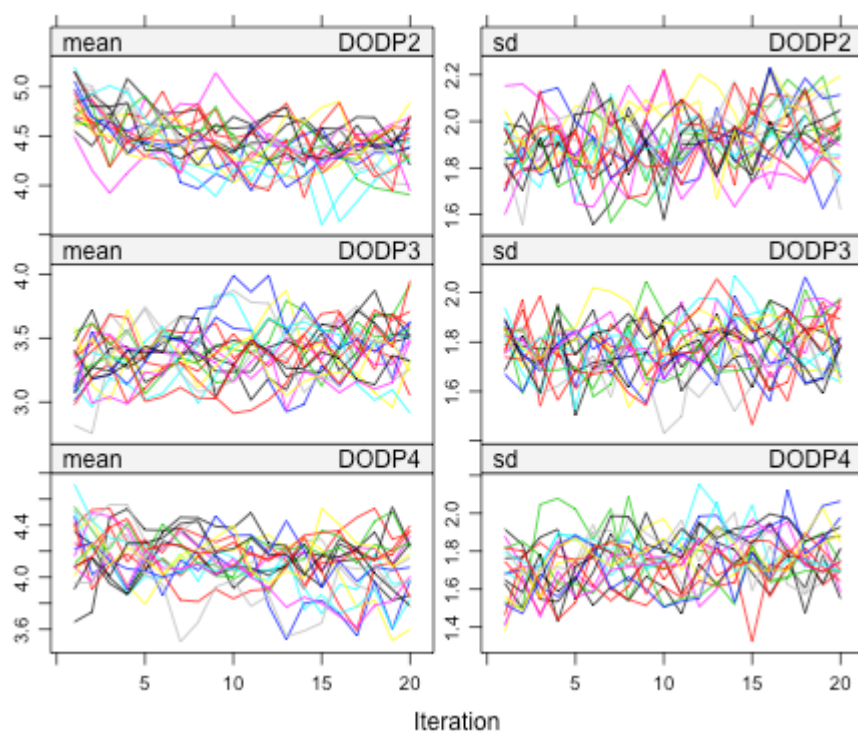 mean DODP2
sd DODP2
5.0
4.5
4.0
2.2
2.0
1.8
1.6
mean DODP3
sd DODP3
4.0
3.5
3.0
2.0
1.8
1.6
mean DODP4
sd DODP4
4.4
4.0
3.6
2.0
1.8
1.6
1.4
5 10 15 20
5 10 15 20
Iteration